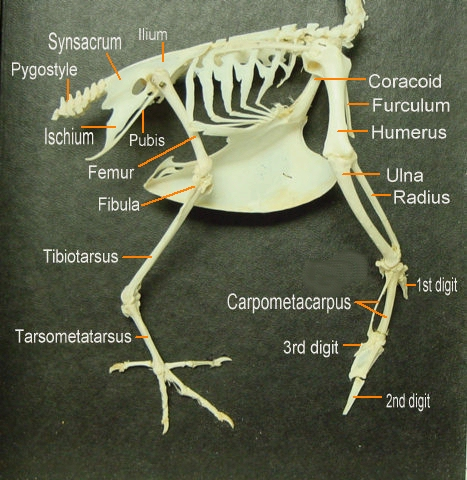 Ilium
Synsacrum
Pygostyle
Coracoid
Furculum
Humerus
Ischium
Pubis
Femur
Ulna
Radius
Fibula
Tibiotarsus
1st digit
Carpometacarpus
Tarsometatarsus
3rd digit
2nd digit